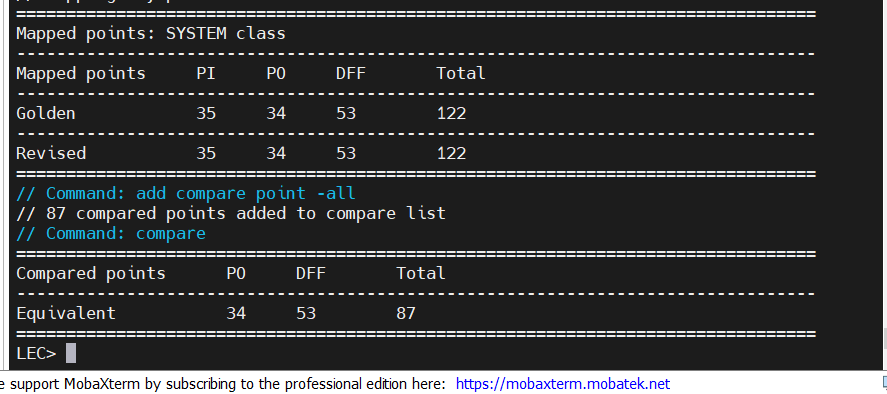 ================================================================================
Mapped points: SYSTEM class
--------------------------------------------------------------------------------
Mapped points     PI     PO     DFF       Total
--------------------------------------------------------------------------------
Golden            35     34     53        122
--------------------------------------------------------------------------------
Revised           35     34     53        122
================================================================================
// Command: add compare point -all
// 87 compared points added to compare list
// Command: compare
================================================================================
Compared points      PO     DFF       Total
--------------------------------------------------------------------------------
Equivalent           34     53        87
================================================================================
LEC>
e support MobaXterm by subscribing to the professional edition here: https://mobaxterm.mobatek.net